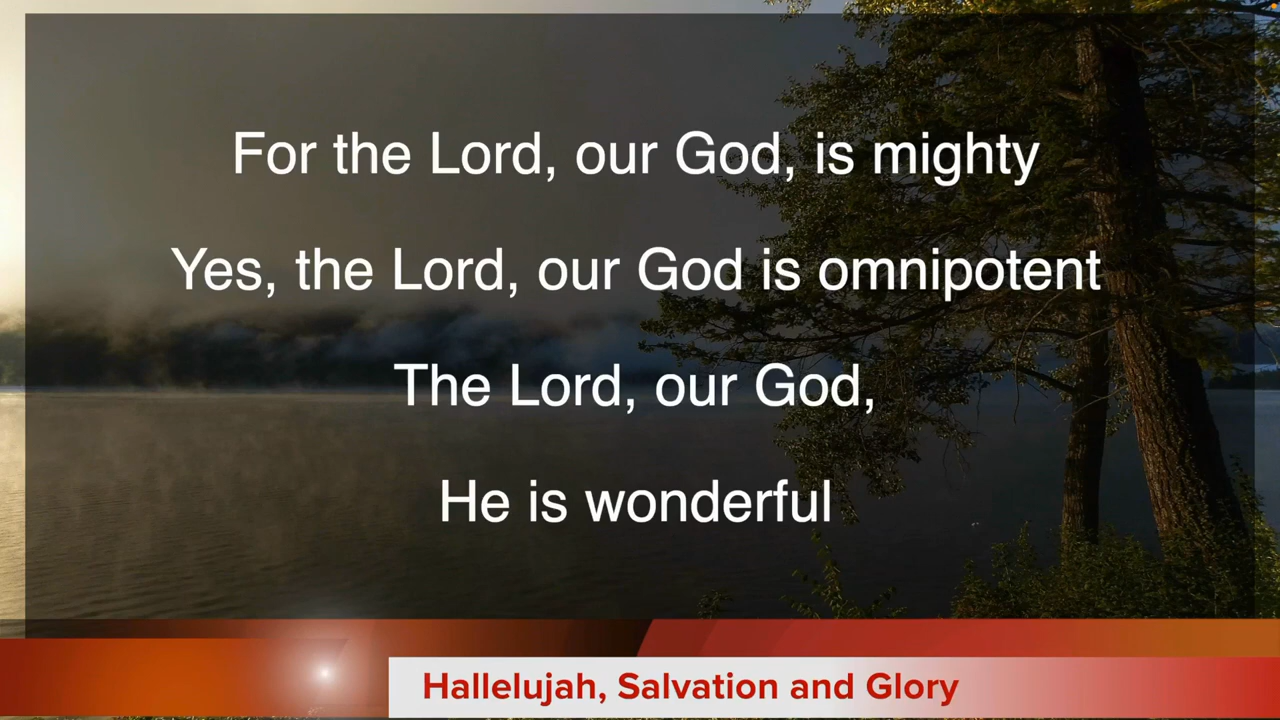 For the Lord, our God, is mighty
Yes, the Lord, our God is omnipotent
The Lord, our God,
He is wonderful
Hallelujah, Salvation and Glory